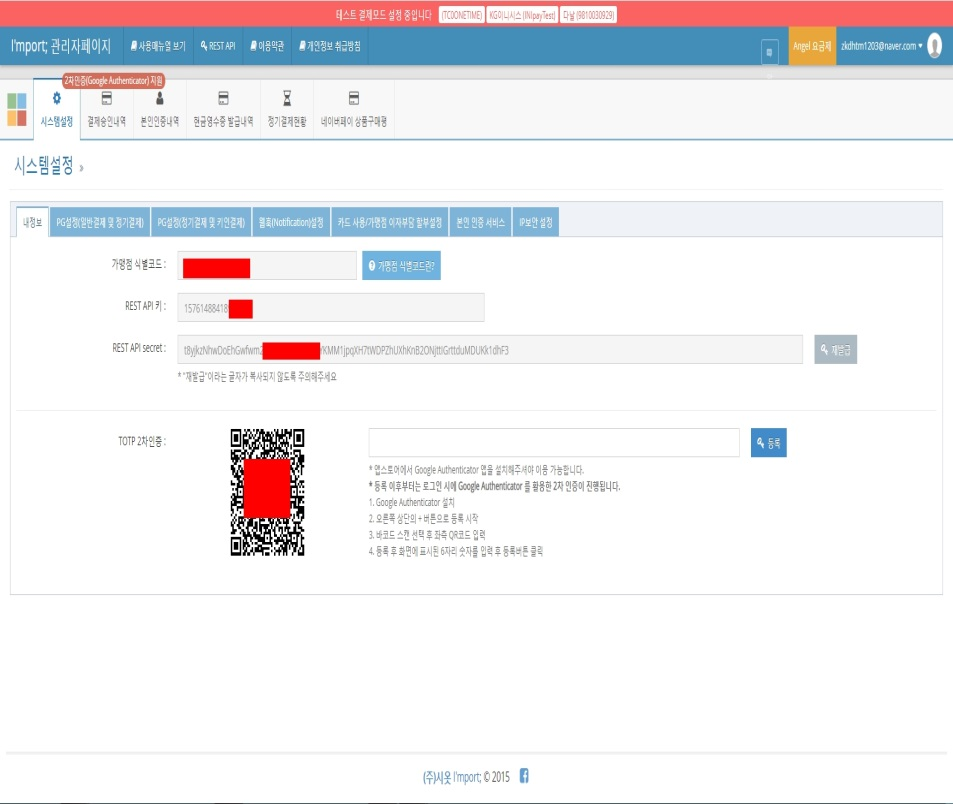 테스트 결제모드 설정 중입니다 (TC0ONETIME) KG이니시스 (INIpayTest) 다날 (9810030929)
I'mport; 관리자페이지 사용메뉴얼 보기 REST API 이용약관 개인정보 취급방침 Angel 요금제 zkdhtm1203@naver.com
2차인증(Google Authenticator) 지원
시스템설정 결제승인내역 본인인증내역 현금영수증 발급내역 정기결제현황 네이버페이 상품구매평
시스템설정 »
내정보 PG설정(일반결제 및 정기결제) PG설정(정기결제 및 키인결제) 웹훅(Notification)설정 카드 사용/가맹점 이자부담 할부설정 본인 인증 서비스 IP보안 설정
가맹점 식별코드 : 가맹점 식별코드란?
REST API 키 : 15761488418
REST API secret : t8yjkzNhwDoEhGwfwm2 KMM1jpqXH7tWDPZhUXhKnB2ONjttiGrttduMDUKk1dhF3 재발급
* "재발급"이라는 글자가 복사되지 않도록 주의해주세요
TOTP 2차인증 : 등록
* 앱스토어에서 Google Authenticator 앱을 설치해주셔야 이용 가능합니다.
* 등록 이후부터는 로그인 시에 Google Authenticator 를 활용한 2차 인증이 진행됩니다.
1. Google Authenticator 설치
2. 오른쪽 상단의 + 버튼으로 등록 시작
3. 바코드 스캔 선택 후 좌측 QR코드 입력
4. 등록 후 화면에 표시된 6자리 숫자를 입력 후 등록버튼 클릭
(주)시옷 I'mport; © 2015